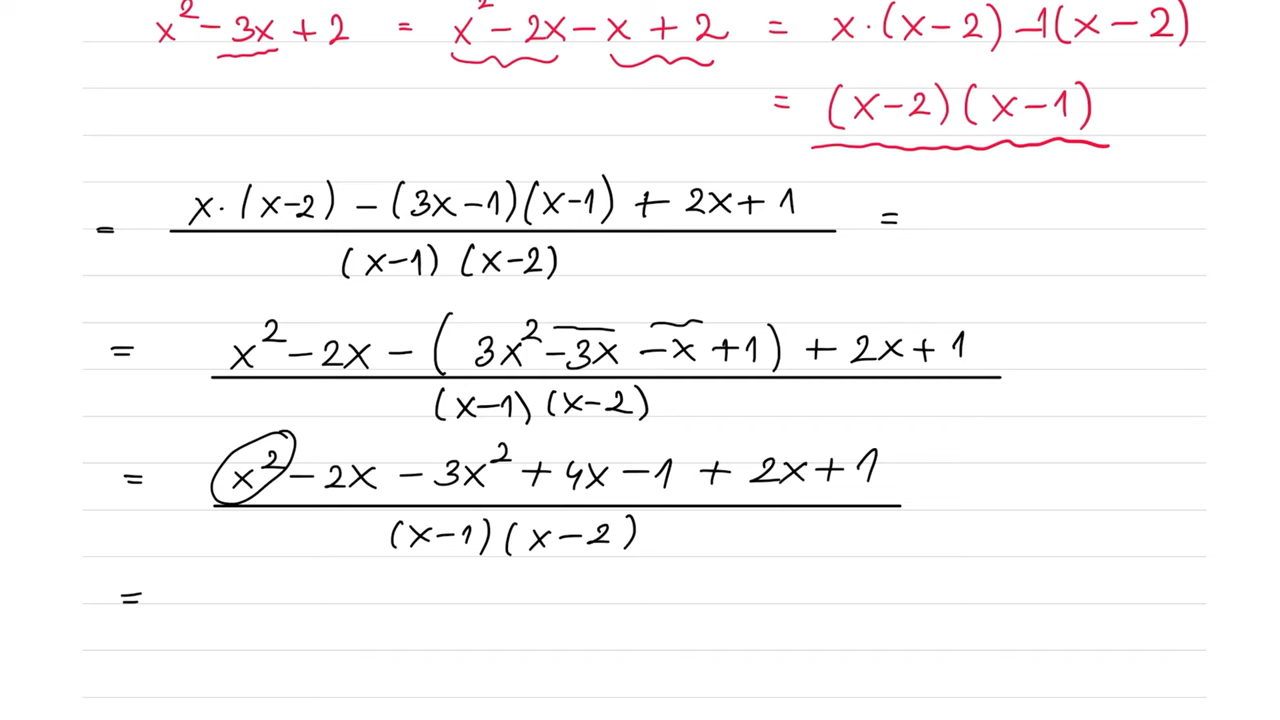 x² - 3x + 2 = x² - 2x - x + 2 = x·(x-2) - 1(x-2)
= (x-2)(x-1)
= x·(x-2) - (3x-1)(x-1) + 2x+1 =
(x-1)(x-2)
= x² - 2x - (3x² - 3x - x + 1) + 2x+1
(x-1)(x-2)
= x² - 2x - 3x² + 4x - 1 + 2x+1
(x-1)(x-2)
=